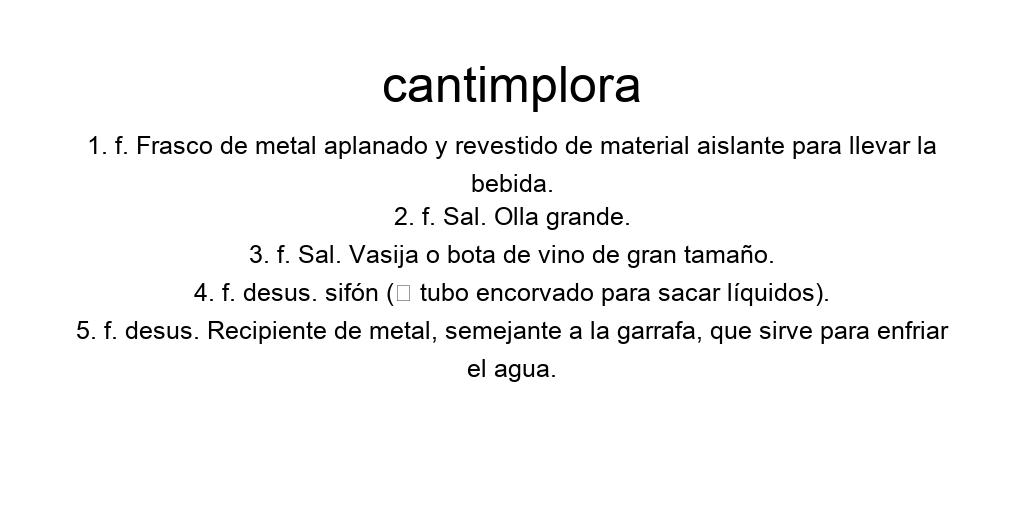 cantimplora
1. f. Frasco de metal aplanado y revestido de material aislante para llevar la
bebida.
2. f. Sal. Olla grande.
3. f. Sal. Vasija o bota de vino de gran tamaño.
4. f. desus. sifón (□ tubo encorvado para sacar líquidos).
5. f. desus. Recipiente de metal, semejante a la garrafa, que sirve para enfriar
el agua.